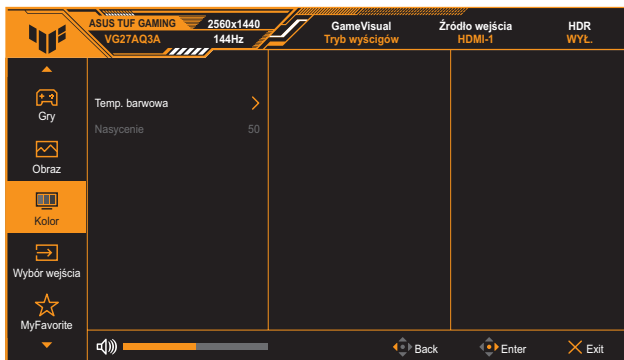 ASUS TUF GAMING 2560x1440
VG27AQ3A 144Hz
GameVisual
Tryb wyścigów
Źródło wejścia
HDMI-1
HDR
WYŁ.
Gry
Obraz
Kolor
Wybór wejścia
MyFavorite
Temp. barwowa
Nasycenie 50
Back Enter Exit